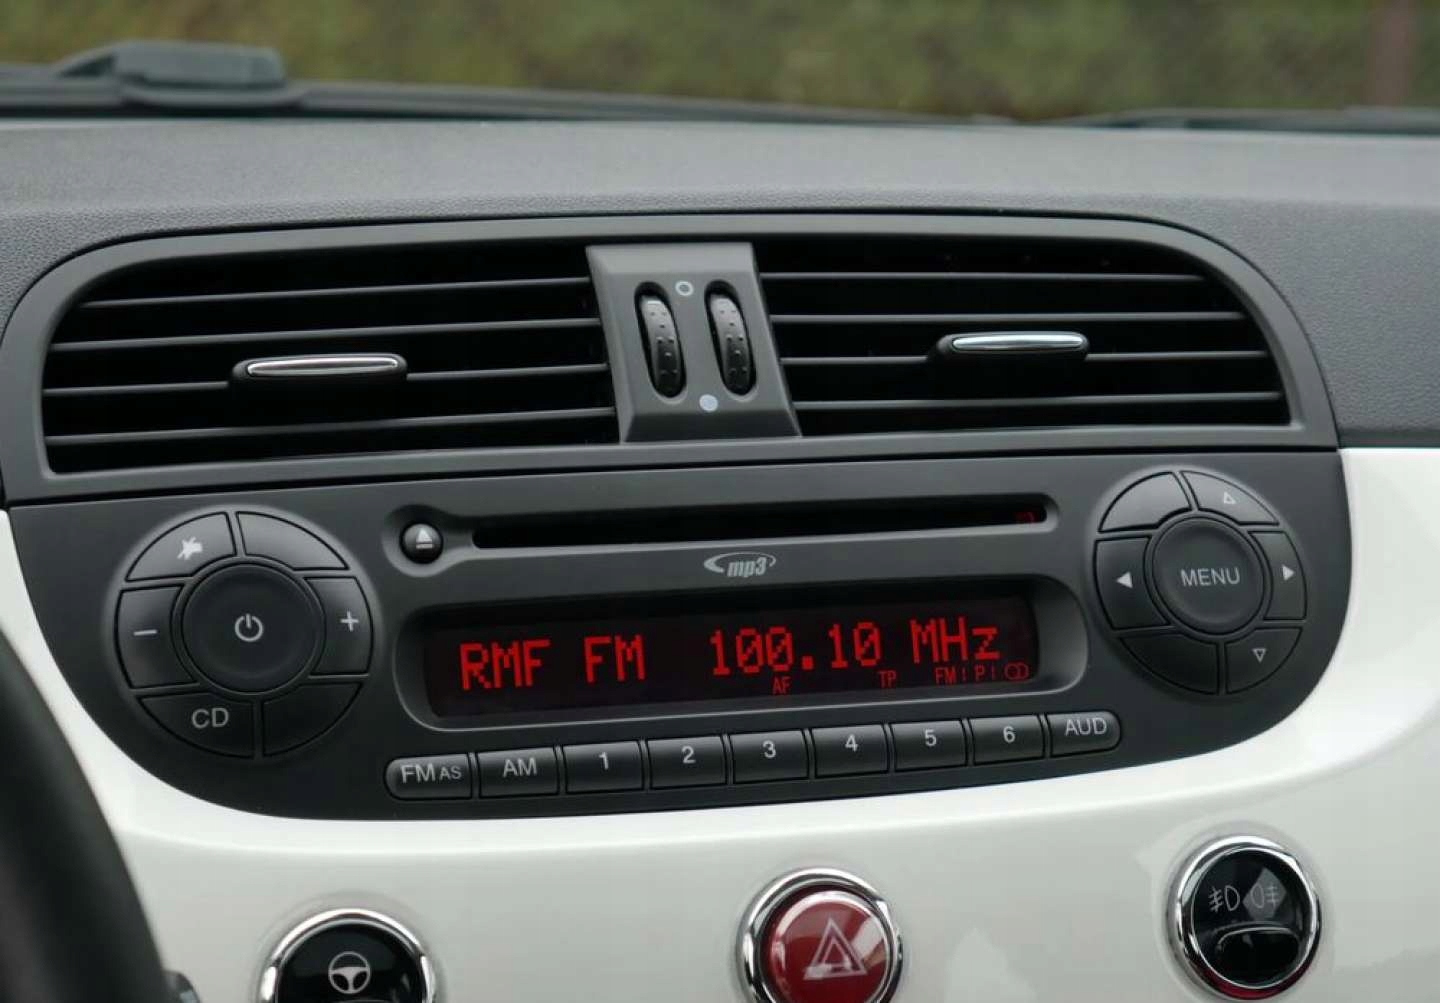 mp3
RMF FM 100.10 MHz
AF TP FM P
MENU
CD
FM AS AM 1 2 3 4 5 6 AUD